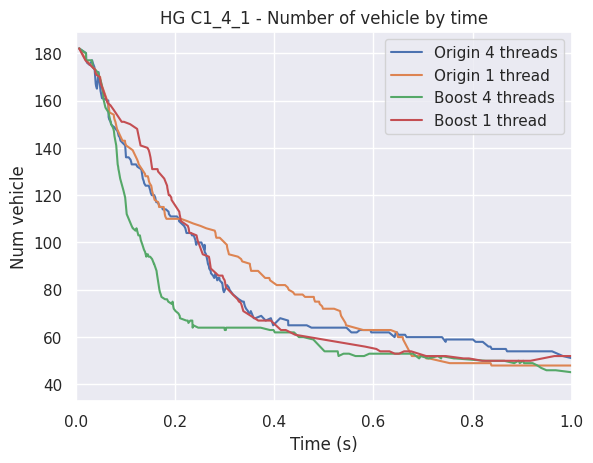 HG C1_4_1 - Number of vehicle by time
Origin 4 threads
Origin 1 thread
Boost 4 threads
Boost 1 thread
Num vehicle
180
160
140
120
100
80
60
40
0.0 0.2 0.4 0.6 0.8 1.0
Time (s)